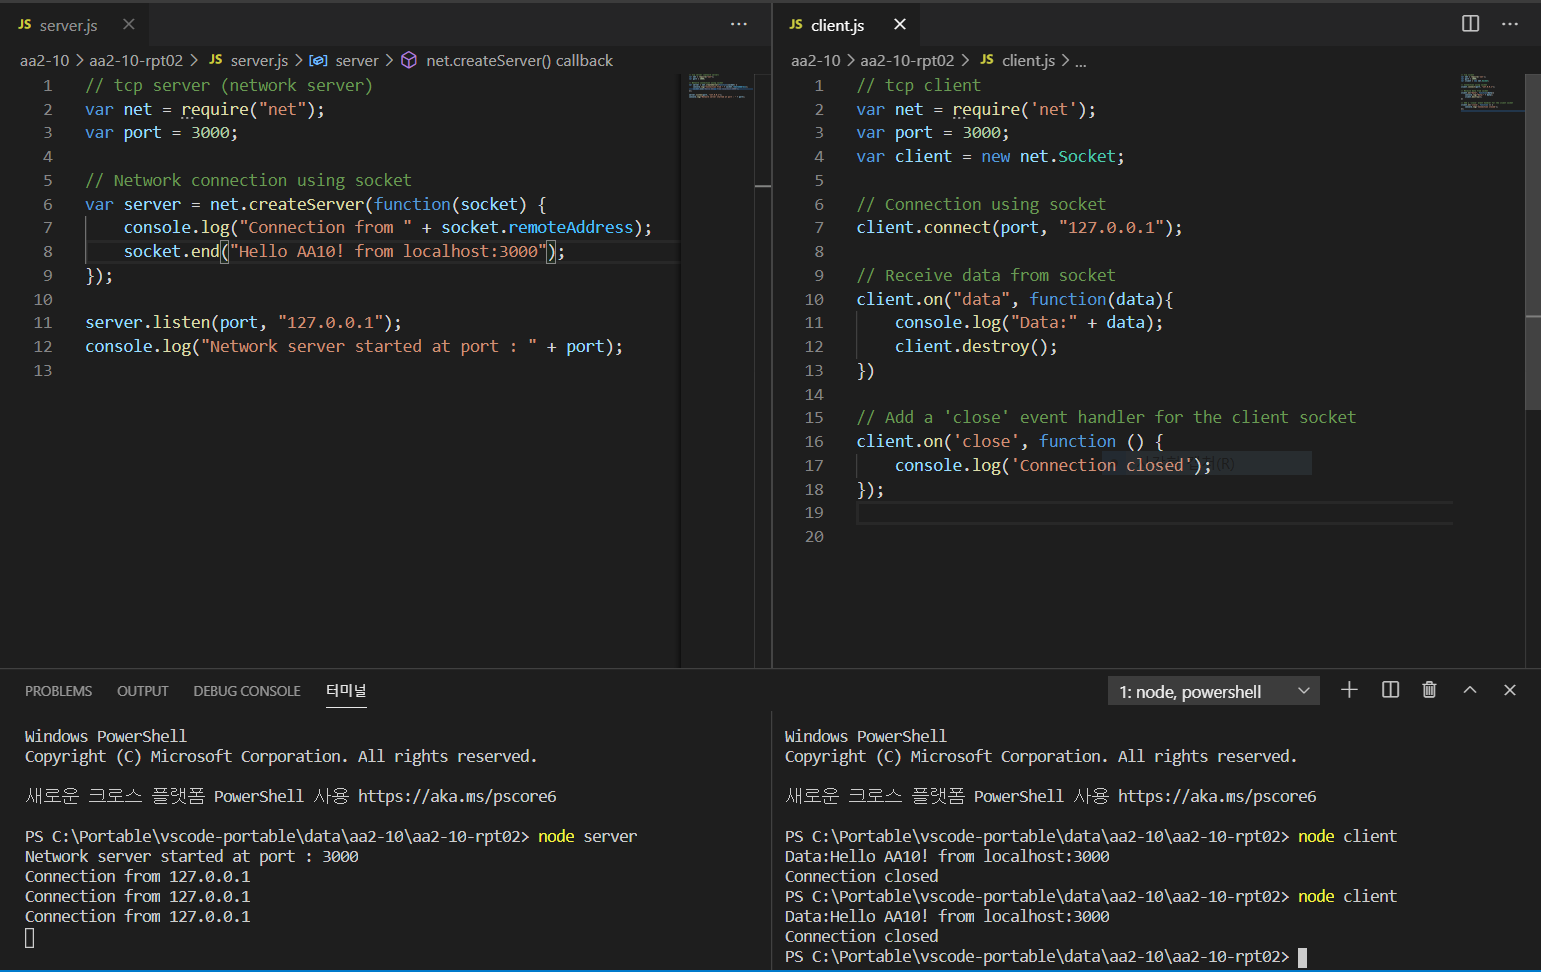 JS server.js
aa2-10 > aa2-10-rpt02 > JS server.js > server > net.createServer() callback
1 // tcp server (network server)
2 var net = require("net");
3 var port = 3000;
4
5 // Network connection using socket
6 var server = net.createServer(function(socket) {
7 console.log("Connection from " + socket.remoteAddress);
8 socket.end("Hello AA10! from localhost:3000");
9 });
10
11 server.listen(port, "127.0.0.1");
12 console.log("Network server started at port : " + port);
13
JS client.js
aa2-10 > aa2-10-rpt02 > JS client.js > ...
1 // tcp client
2 var net = require('net');
3 var port = 3000;
4 var client = new net.Socket;
5
6 // Connection using socket
7 client.connect(port, "127.0.0.1");
8
9 // Receive data from socket
10 client.on("data", function(data){
11 console.log("Data:" + data);
12 client.destroy();
13 })
14
15 // Add a 'close' event handler for the client socket
16 client.on('close', function () {
17 console.log('Connection closed');
18 });
19
20
PROBLEMS OUTPUT DEBUG CONSOLE 터미널
1: node, powershell
Windows PowerShell
Copyright (C) Microsoft Corporation. All rights reserved.
새로운 크로스 플랫폼 PowerShell 사용 https://aka.ms/pscore6
PS C:\Portable\vscode-portable\data\aa2-10\aa2-10-rpt02> node server
Network server started at port : 3000
Connection from 127.0.0.1
Connection from 127.0.0.1
Connection from 127.0.0.1
Windows PowerShell
Copyright (C) Microsoft Corporation. All rights reserved.
새로운 크로스 플랫폼 PowerShell 사용 https://aka.ms/pscore6
PS C:\Portable\vscode-portable\data\aa2-10\aa2-10-rpt02> node client
Data:Hello AA10! from localhost:3000
Connection closed
PS C:\Portable\vscode-portable\data\aa2-10\aa2-10-rpt02> node client
Data:Hello AA10! from localhost:3000
Connection closed
PS C:\Portable\vscode-portable\data\aa2-10\aa2-10-rpt02>